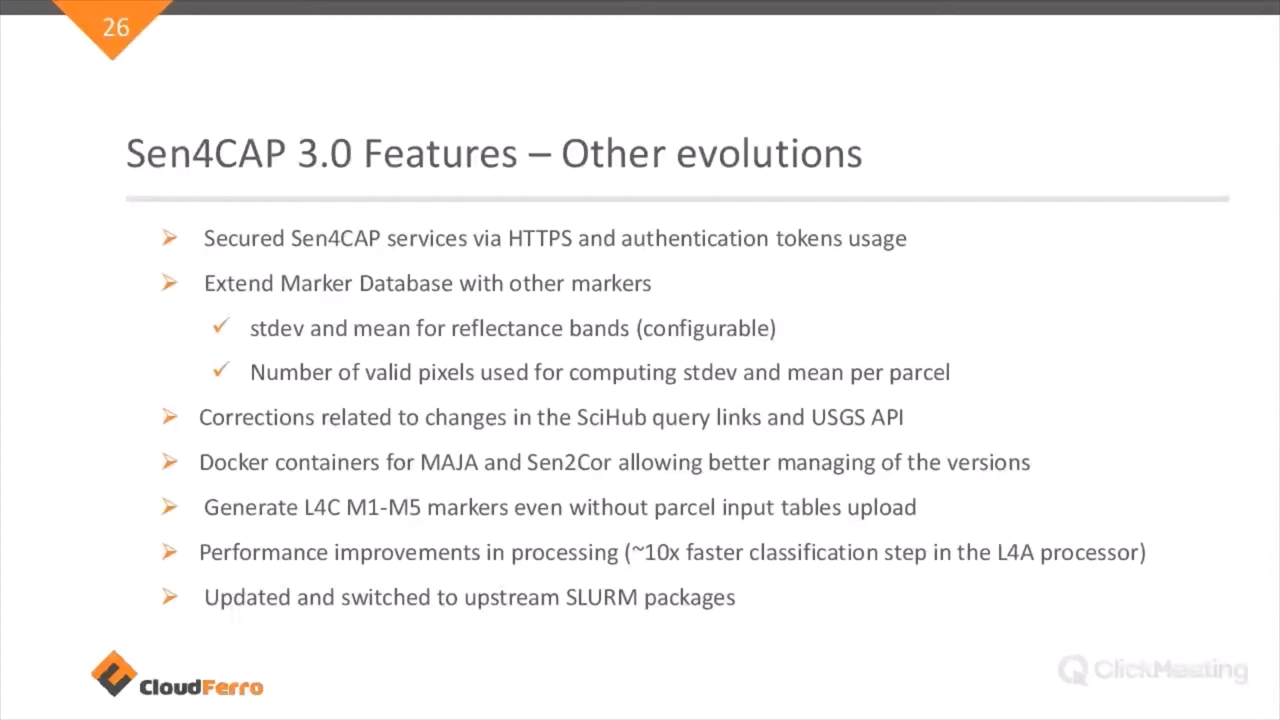 26
Sen4CAP 3.0 Features – Other evolutions
Secured Sen4CAP services via HTTPS and authentication tokens usage
Extend Marker Database with other markers
stdev and mean for reflectance bands (configurable)
Number of valid pixels used for computing stdev and mean per parcel
Corrections related to changes in the SciHub query links and USGS API
Docker containers for MAJA and Sen2Cor allowing better managing of the versions
Generate L4C M1-M5 markers even without parcel input tables upload
Performance improvements in processing (~10x faster classification step in the L4A processor)
Updated and switched to upstream SLURM packages
CloudFerro
ClickMeeting